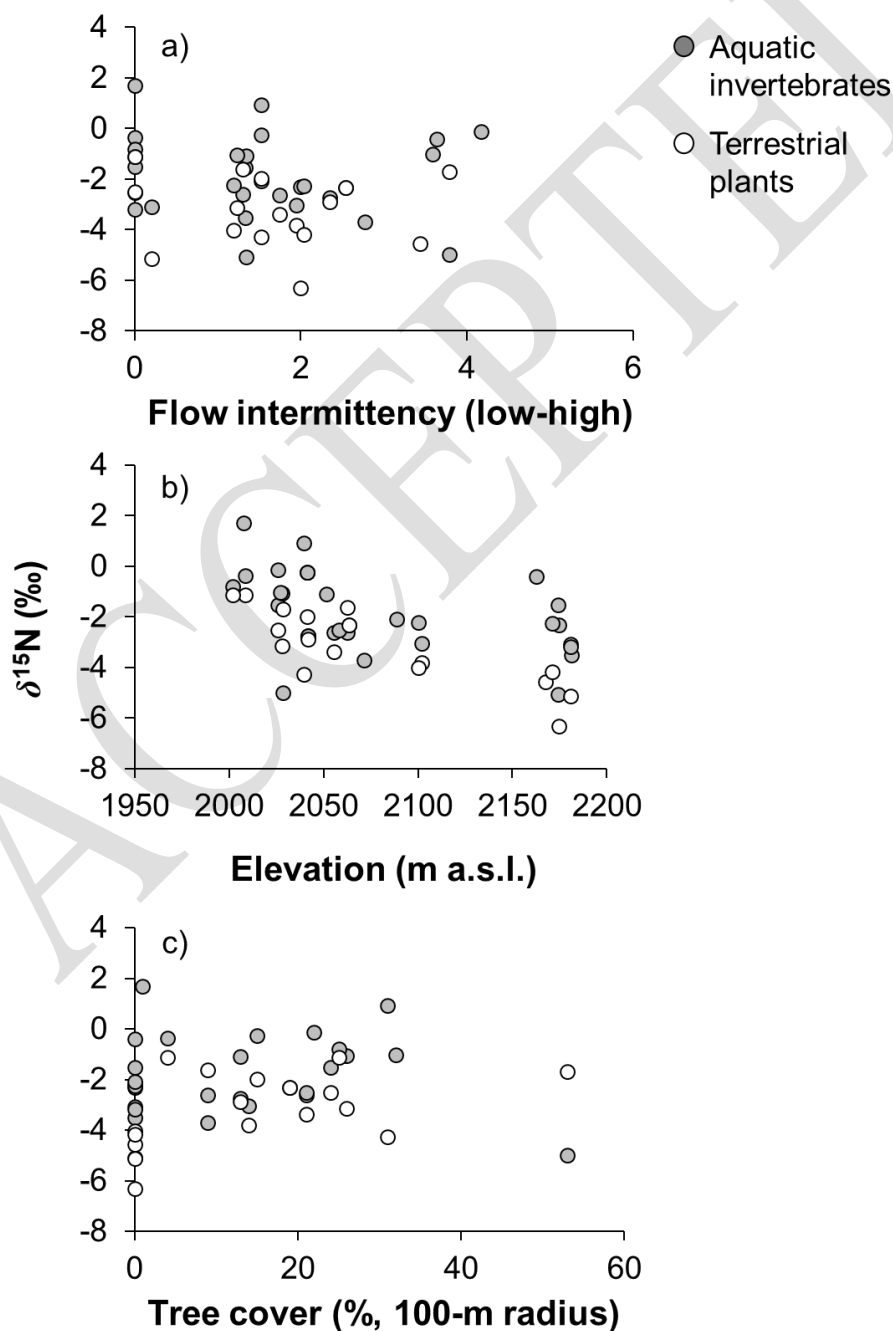 a)
4
2
0
-2
-4
-6
-8
0 2 4 6
Flow intermittency (low-high)
Aquatic
invertebrates
Terrestrial
plants
b)
4
2
0
-2
-4
-6
-8
1950 2000 2050 2100 2150 2200
Elevation (m a.s.l.)
δ15N (‰)
c)
4
2
0
-2
-4
-6
-8
0 20 40 60
Tree cover (%, 100-m radius)
ACCEPTE